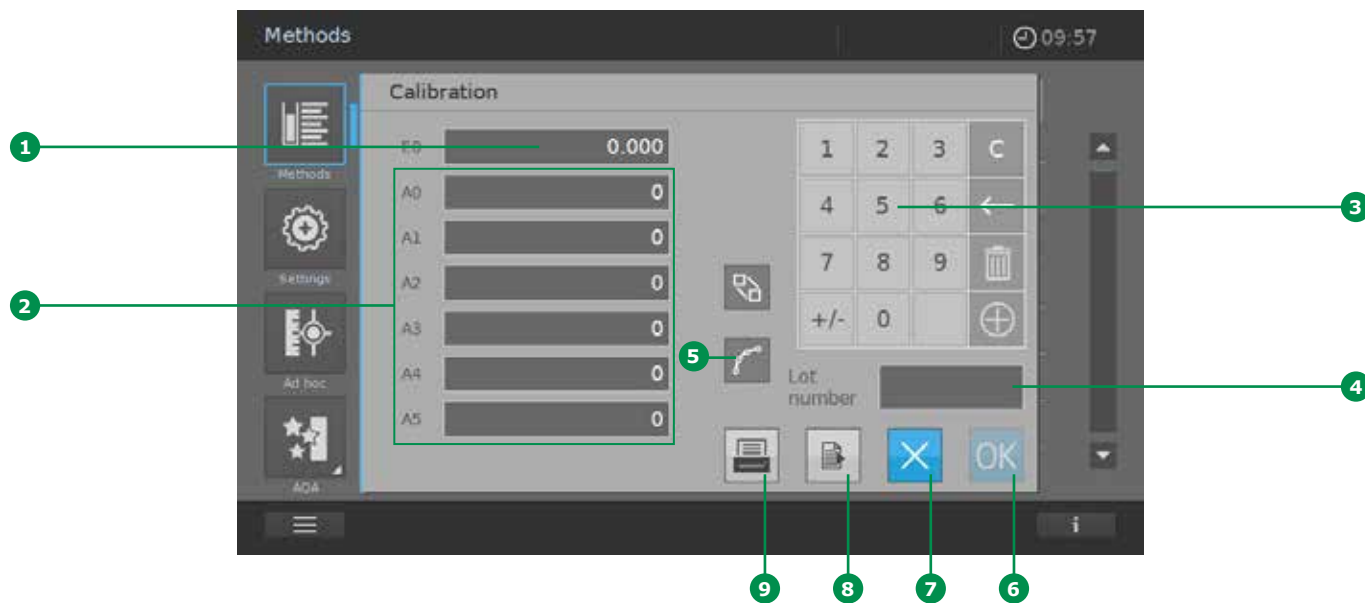 Methods
09:57
Calibration
1
E0 0.000
1 2 3 C
Methods
A0 0
4 5 6
3
A1 0
Settings
7 8 9
2
A2 0
+/- 0
A3 0
5
Ad hoc
A4 0
Lot
number
4
A5 0
OK
AQA
i
9 8 7 6